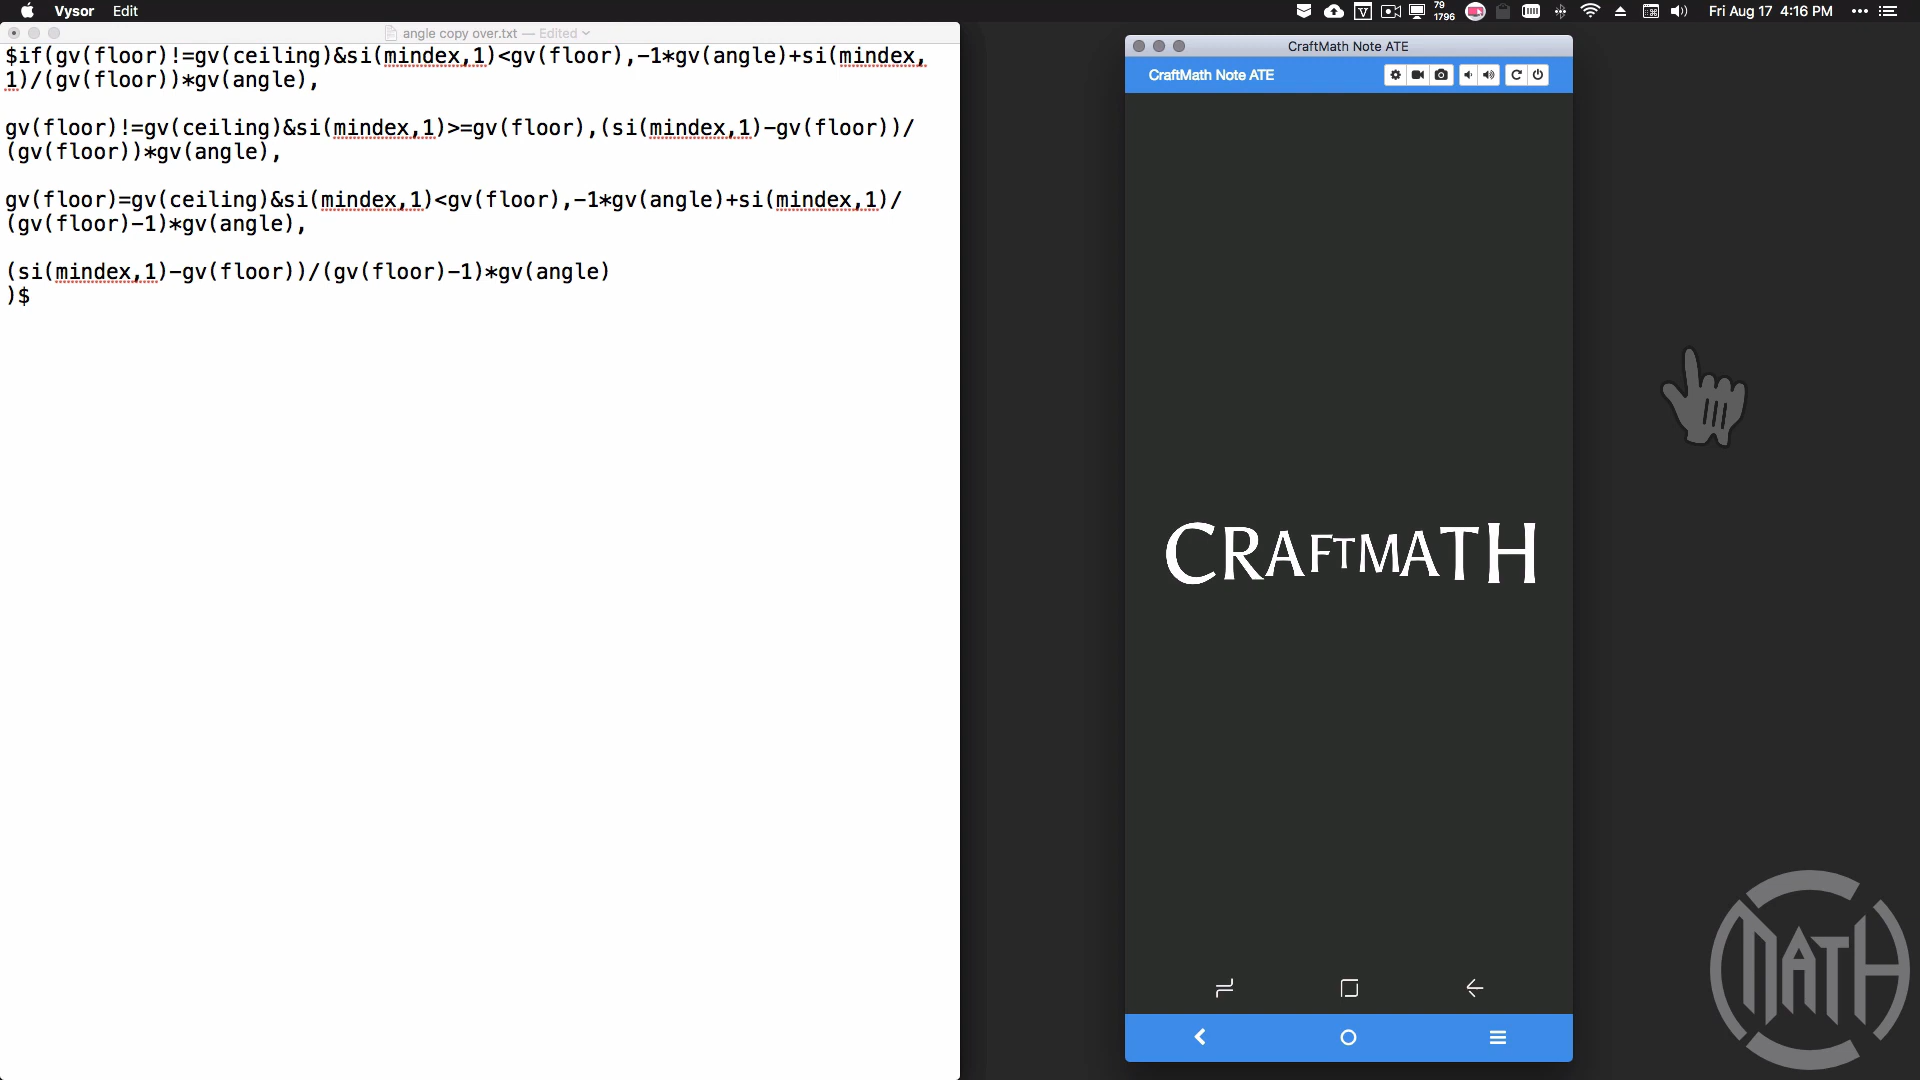 Vysor Edit
79
1796
Fri Aug 17 4:16 PM
angle copy over.txt — Edited
$if(gv(floor)!=gv(ceiling)&si(mindex,1)<gv(floor),-1*gv(angle)+si(mindex,
1)/(gv(floor))*gv(angle),
gv(floor)!=gv(ceiling)&si(mindex,1)>=gv(floor),(si(mindex,1)-gv(floor))/
(gv(floor))*gv(angle),
gv(floor)=gv(ceiling)&si(mindex,1)<gv(floor),-1*gv(angle)+si(mindex,1)/
(gv(floor)-1)*gv(angle),
(si(mindex,1)-gv(floor))/(gv(floor)-1)*gv(angle)
)$
CraftMath Note ATE
CraftMath Note ATE
CRAFTMATH
MATH